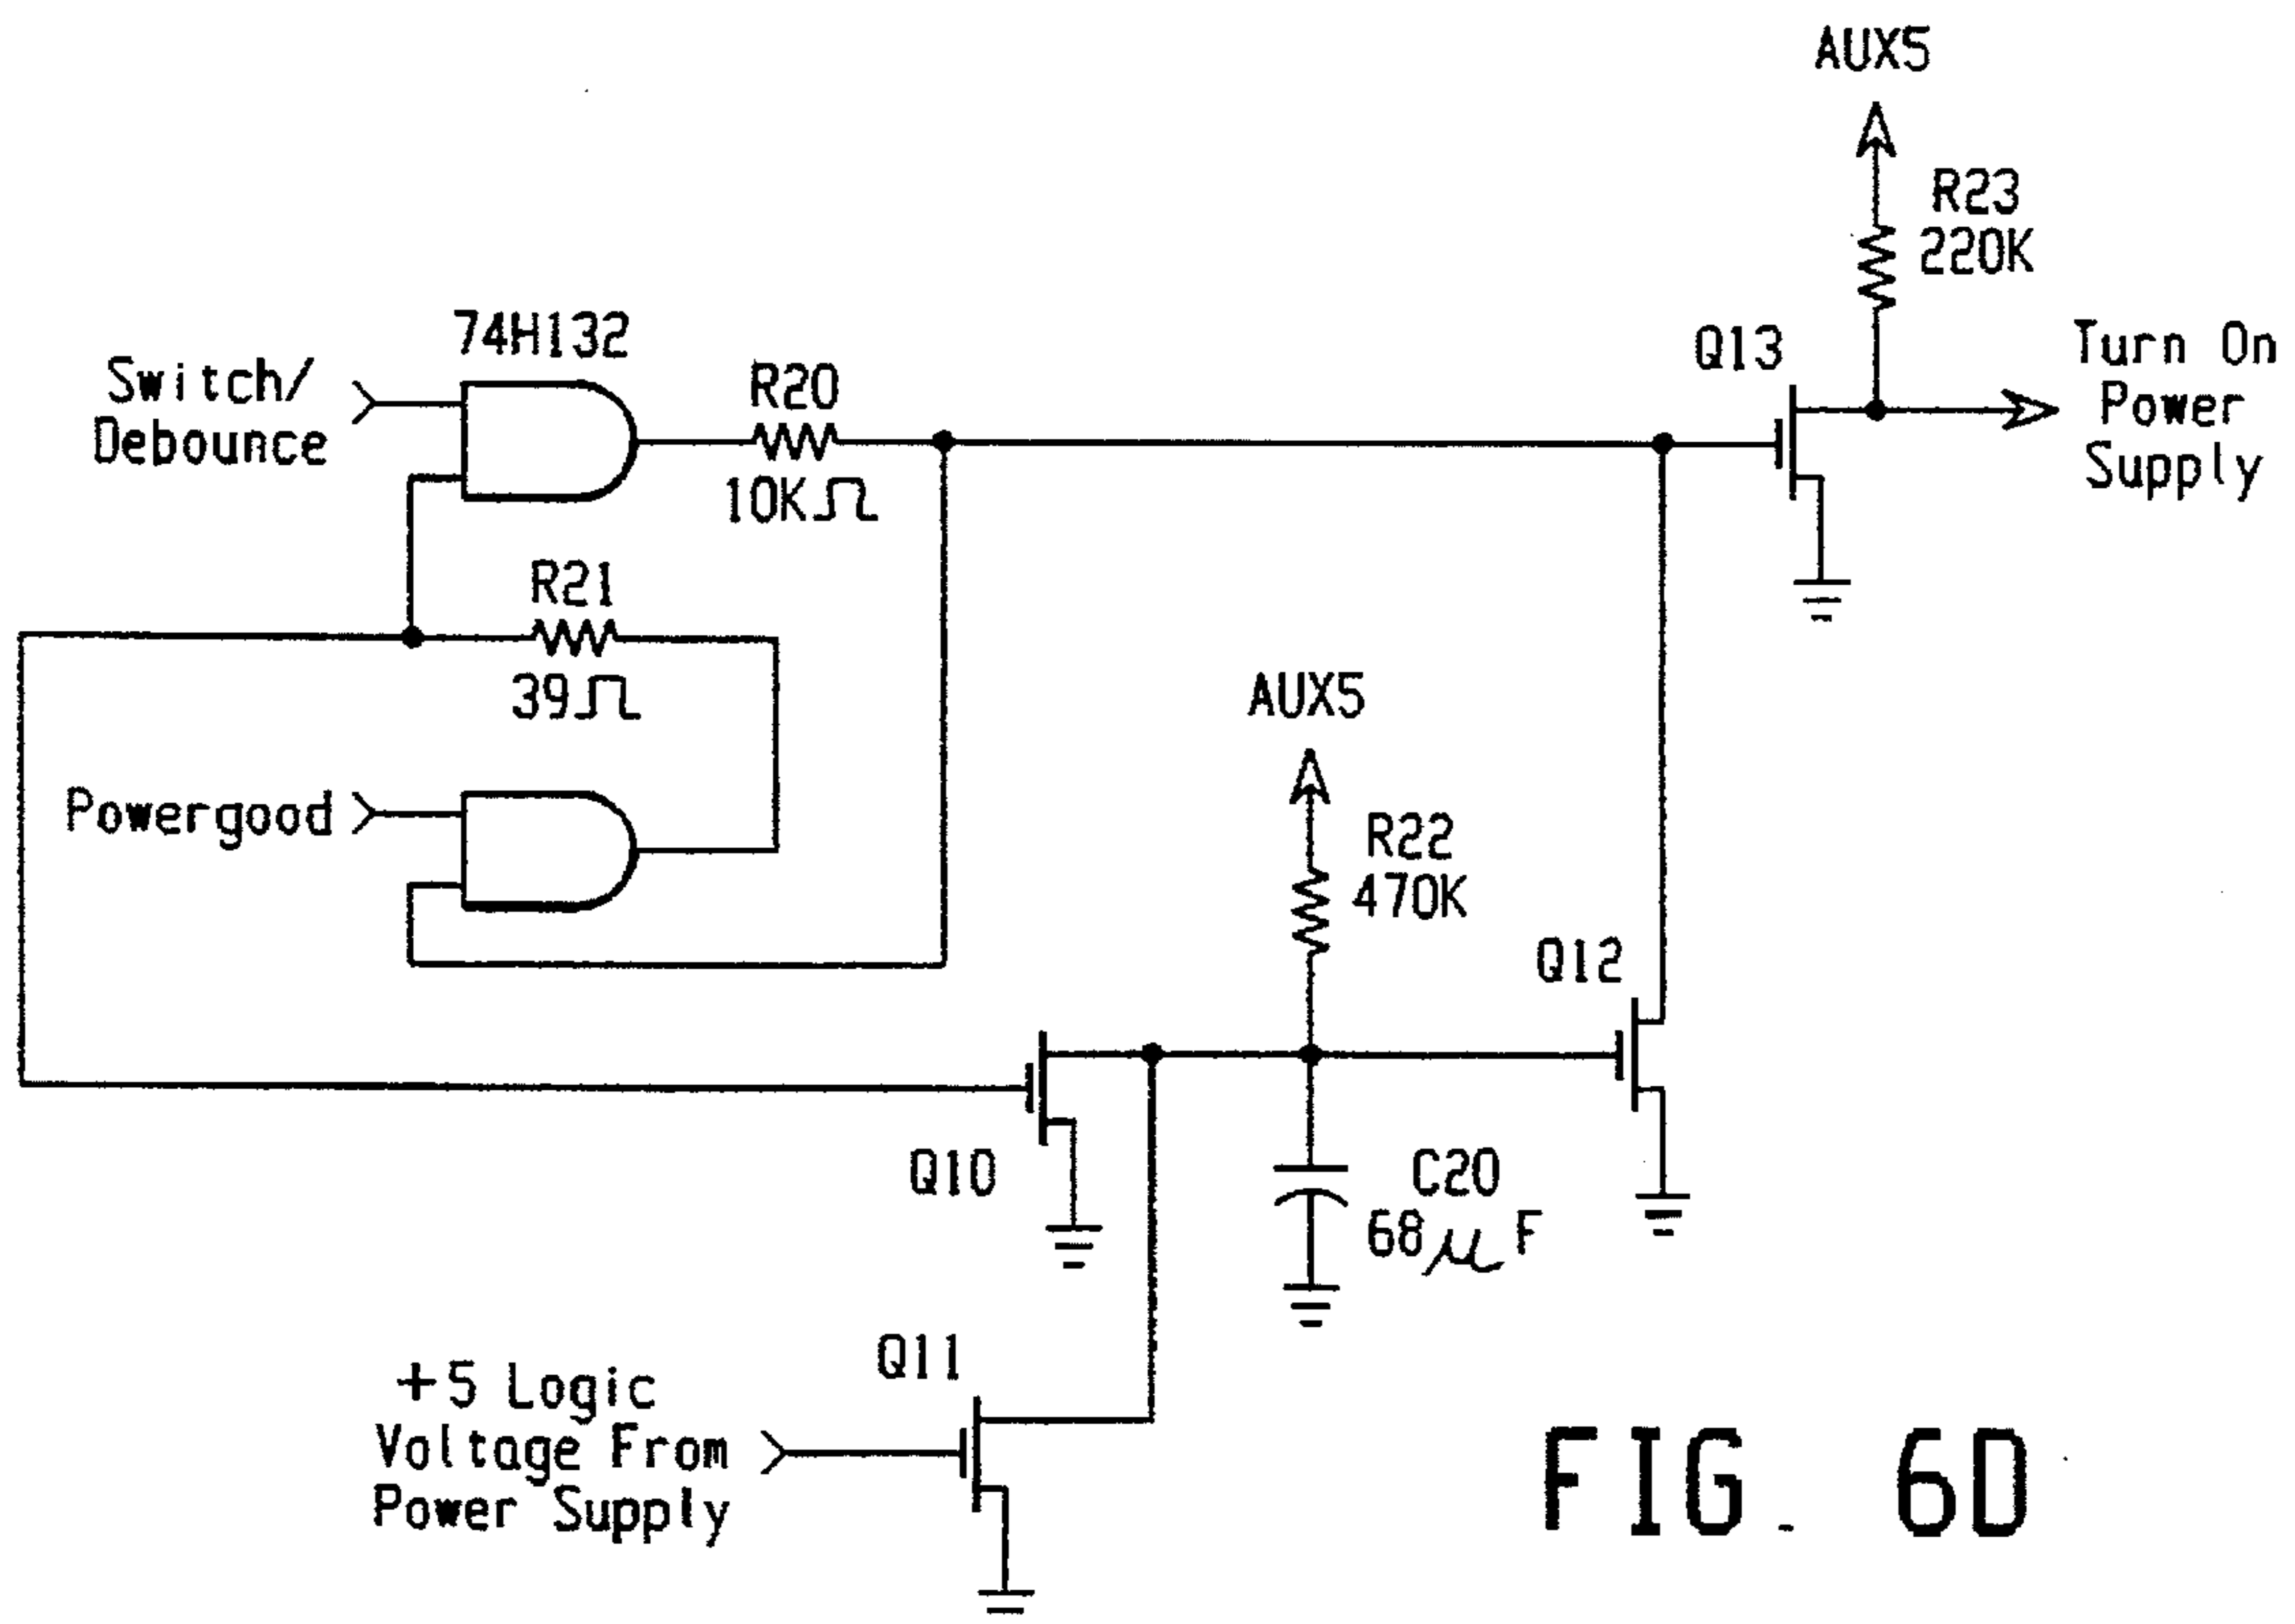 AUX5
R23
220K
Q13
Turn On
Power
Supply
74H132
Switch/
Debounce
R20
10KΩ
R21
39Ω
AUX5
Powergood
R22
470K
Q12
Q10
C20
68μF
Q11
+5 Logic
Voltage From
Power Supply
FIG. 6D